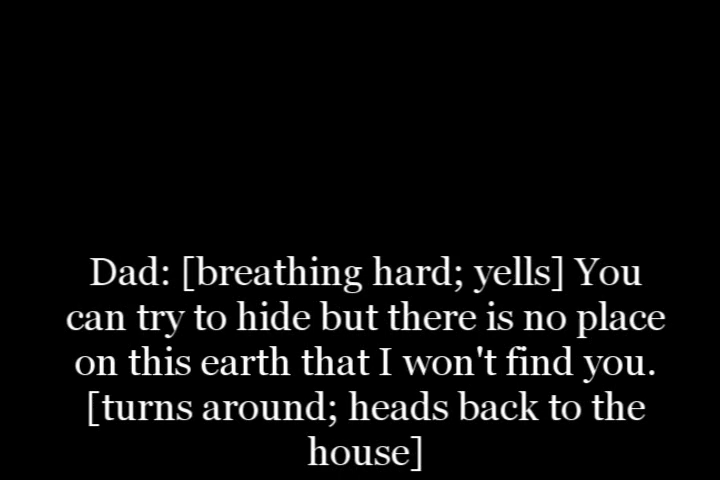 Dad: [breathing hard; yells] You
can try to hide but there is no place
on this earth that I won't find you.
[turns around; heads back to the
house]